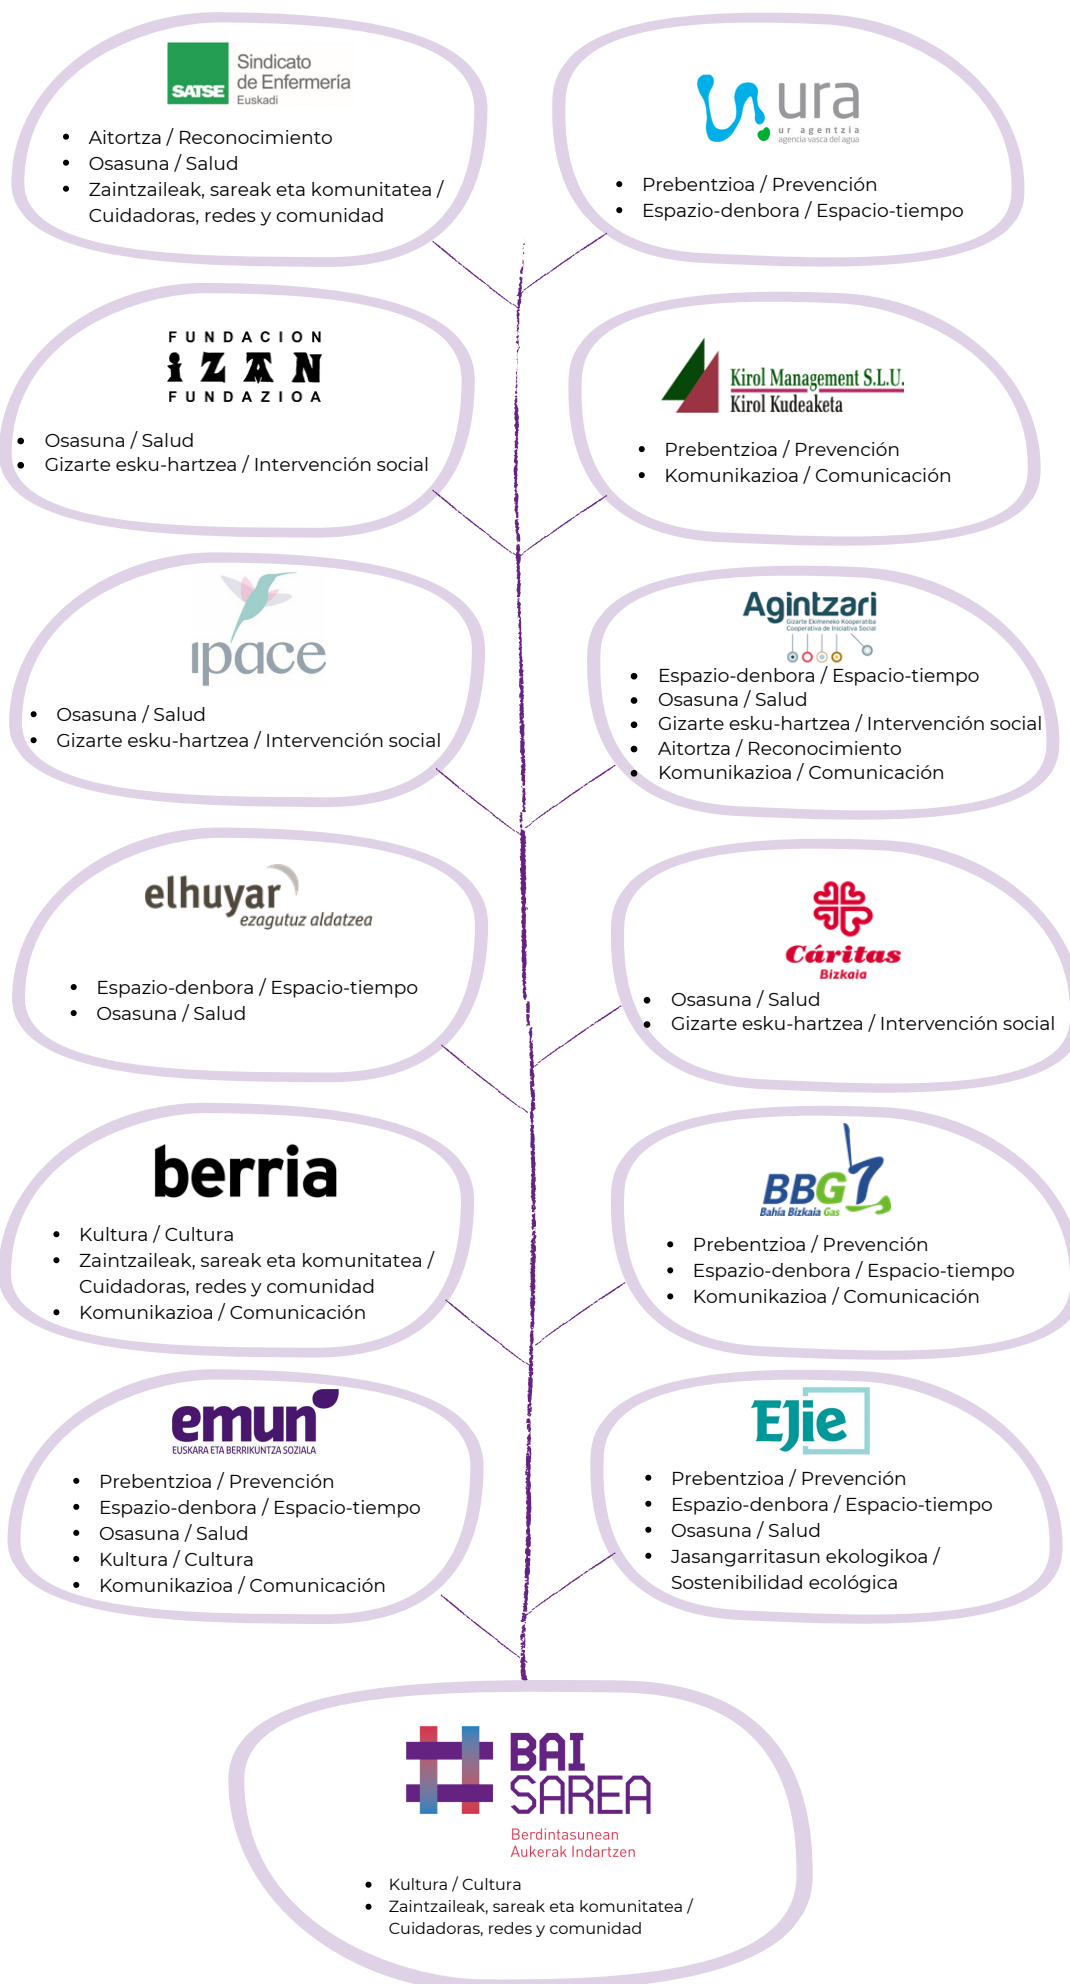 SATSE
Sindicato
de Enfermería
Euskadi
• Aitortza / Reconocimiento
• Osasuna / Salud
• Zaintzaileak, sareak eta komunitatea /
Cuidadoras, redes y comunidad
ura
ur agentzia
agencia vasca del agua
• Prebentzioa / Prevención
• Espazio-denbora / Espacio-tiempo
FUNDACION
iZAN
FUNDAZIOA
• Osasuna / Salud
• Gizarte esku-hartzea / Intervención social
Kirol Management S.L.U.
Kirol Kudeaketa
• Prebentzioa / Prevención
• Komunikazioa / Comunicación
ipace
• Osasuna / Salud
• Gizarte esku-hartzea / Intervención social
Agintzari
Gizarte Ekimeneko Kooperatiba
Cooperativa de Iniciativa Social
• Espazio-denbora / Espacio-tiempo
• Osasuna / Salud
• Gizarte esku-hartzea / Intervención social
• Aitortza / Reconocimiento
• Komunikazioa / Comunicación
elhuyar
ezagutuz aldatzea
• Espazio-denbora / Espacio-tiempo
• Osasuna / Salud
Cáritas
Bizkaia
• Osasuna / Salud
• Gizarte esku-hartzea / Intervención social
berria
• Kultura / Cultura
• Zaintzaileak, sareak eta komunitatea /
Cuidadoras, redes y comunidad
• Komunikazioa / Comunicación
BBG
Bahía Bizkaia Gas
• Prebentzioa / Prevención
• Espazio-denbora / Espacio-tiempo
• Komunikazioa / Comunicación
emun
EUSKARA ETA BERRIKUNTZA SOZIALA
• Prebentzioa / Prevención
• Espazio-denbora / Espacio-tiempo
• Osasuna / Salud
• Kultura / Cultura
• Komunikazioa / Comunicación
EJie
• Prebentzioa / Prevención
• Espazio-denbora / Espacio-tiempo
• Osasuna / Salud
• Jasangarritasun ekologikoa /
Sostenibilidad ecológica
BAI
SAREA
Berdintasunean
Aukerak Indartzen
• Kultura / Cultura
• Zaintzaileak, sareak eta komunitatea /
Cuidadoras, redes y comunidad